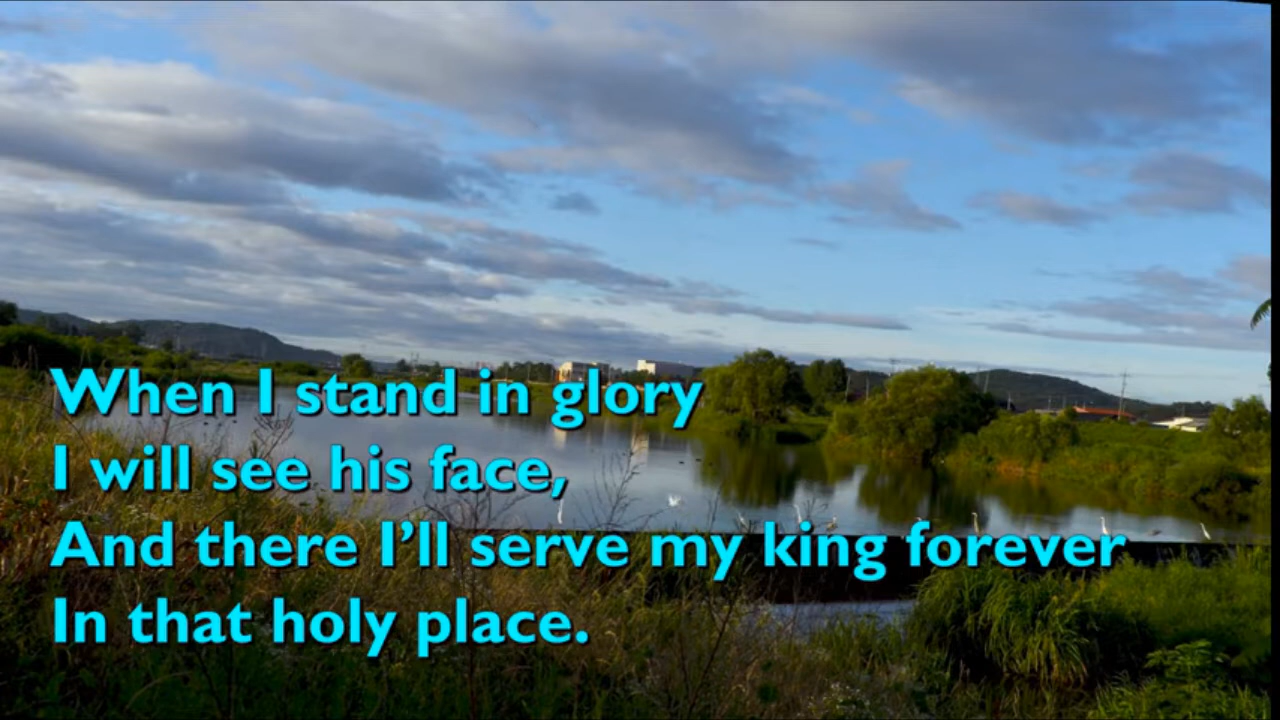 When I stand in glory
I will see his face,
And there I’ll serve my king forever
In that holy place.